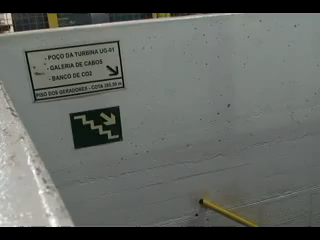 - POÇO DA TURBINA UG.01
- GALERIA DE CABOS
- BANCO DE CO2
PISO DOS GERADORES - COTA